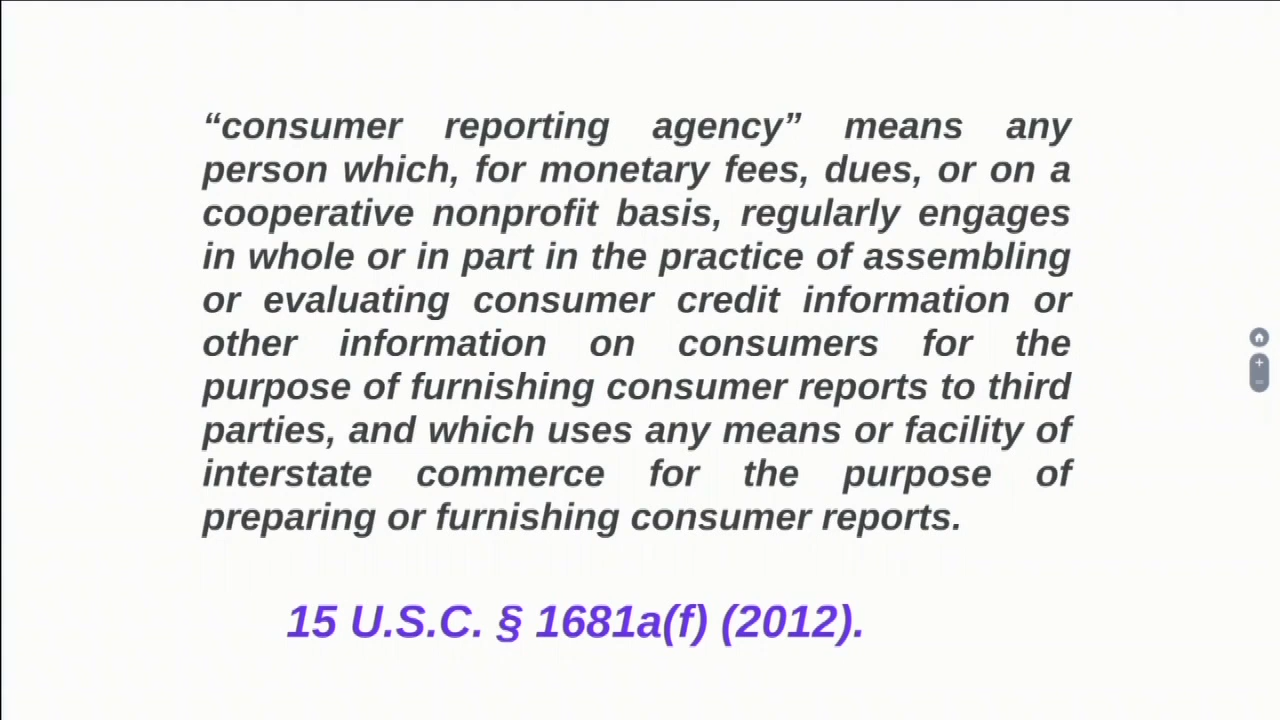 “consumer reporting agency” means any
person which, for monetary fees, dues, or on a
cooperative nonprofit basis, regularly engages
in whole or in part in the practice of assembling
or evaluating consumer credit information or
other information on consumers for the
purpose of furnishing consumer reports to third
parties, and which uses any means or facility of
interstate commerce for the purpose of
preparing or furnishing consumer reports.
15 U.S.C. § 1681a(f) (2012).